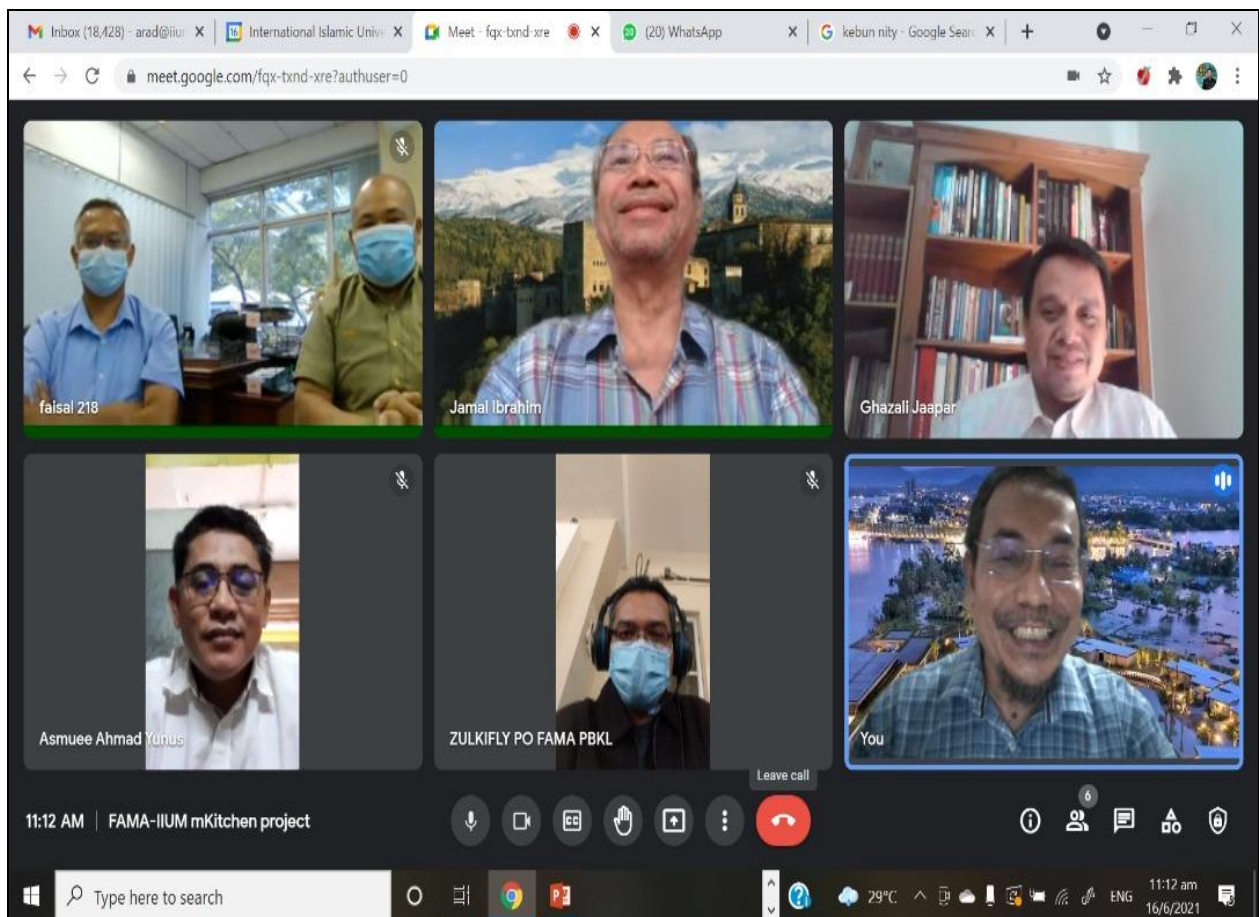 Inbox (18,428) - arad@iiur
International Islamic Unive
Meet - fqx-txnd-xre
(20) WhatsApp
kebun nity - Google Sear
meet.google.com/fqx-txnd-xre?authuser=0
faisal 218
Jamal Ibrahim
Ghazali Jaapar
Asmuee Ahmad Yunus
ZULKIFLY PO FAMA PBKL
You
Leave call
11:12 AM | FAMA-IIUM mKitchen project
6
Type here to search
29°C
ENG
11:12 am
16/6/2021